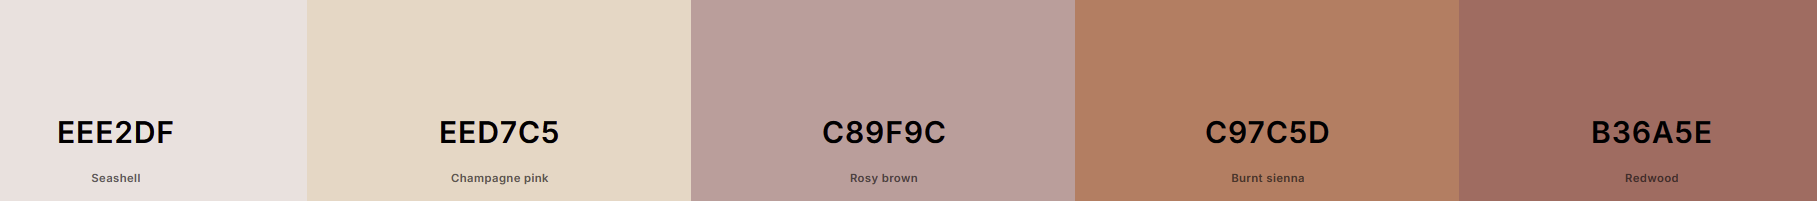 EEE2DF
Seashell
EED7C5
Champagne pink
C89F9C
Rosy brown
C97C5D
Burnt sienna
B36A5E
Redwood